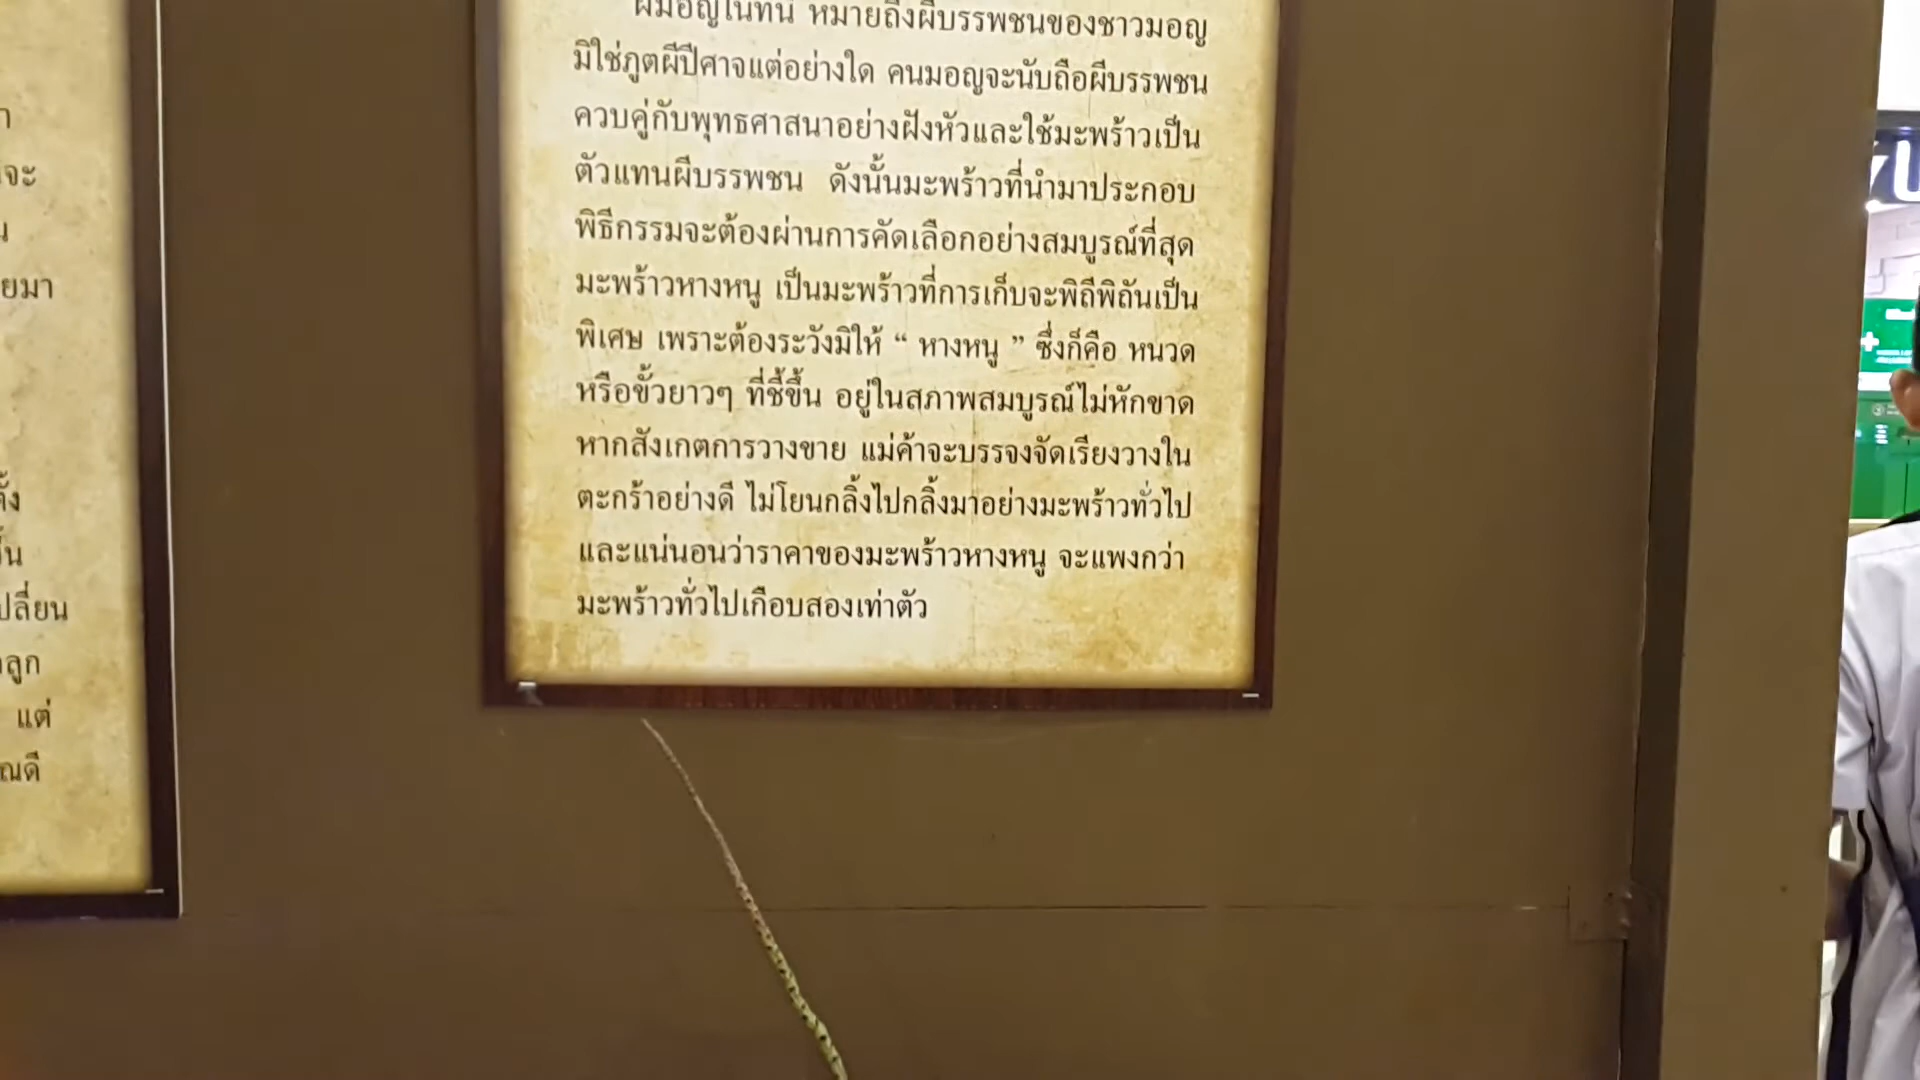 า
จะ
น
ยมา
ตั้ง
ขึ้น
ปลี่ยน
ลูก
แต่
ณดี
ผีมอญในที่นี้ หมายถึงผีบรรพชนของชาวมอญ
มิใช่ภูตผีปีศาจแต่อย่างใด คนมอญจะนับถือผีบรรพชน
ควบคู่กับพุทธศาสนาอย่างฝังหัวและใช้มะพร้าวเป็น
ตัวแทนผีบรรพชน ดังนั้นมะพร้าวที่นำมาประกอบ
พิธีกรรมจะต้องผ่านการคัดเลือกอย่างสมบูรณ์ที่สุด
มะพร้าวหางหนู เป็นมะพร้าวที่การเก็บจะพิถีพิถันเป็น
พิเศษ เพราะต้องระวังมิให้ “ หางหนู ” ซึ่งก็คือ หนวด
หรือขั้วยาวๆ ที่ชี้ขึ้น อยู่ในสภาพสมบูรณ์ไม่หักขาด
หากสังเกตการวางขาย แม่ค้าจะบรรจงจัดเรียงวางใน
ตะกร้าอย่างดี ไม่โยนกลิ้งไปกลิ้งมาอย่างมะพร้าวทั่วไป
และแน่นอนว่าราคาของมะพร้าวหางหนู จะแพงกว่า
มะพร้าวทั่วไปเกือบสองเท่าตัว